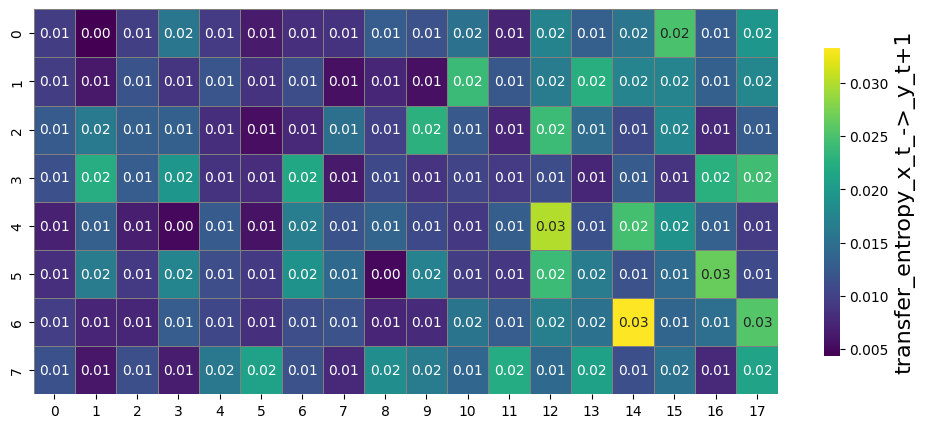 0 0.01 0.00 0.01 0.02 0.01 0.01 0.01 0.01 0.01 0.01 0.02 0.01 0.02 0.01 0.02 0.02 0.01 0.02
1 0.01 0.01 0.01 0.01 0.01 0.01 0.01 0.01 0.01 0.01 0.02 0.01 0.02 0.02 0.02 0.02 0.01 0.02
2 0.01 0.02 0.01 0.01 0.01 0.01 0.01 0.01 0.01 0.02 0.01 0.01 0.02 0.01 0.01 0.02 0.01 0.01
3 0.01 0.02 0.01 0.02 0.01 0.01 0.02 0.01 0.01 0.01 0.01 0.01 0.01 0.01 0.01 0.01 0.02 0.02
4 0.01 0.01 0.01 0.00 0.01 0.01 0.02 0.01 0.01 0.01 0.01 0.01 0.03 0.01 0.02 0.02 0.01 0.01
5 0.01 0.02 0.01 0.02 0.01 0.01 0.02 0.01 0.00 0.02 0.01 0.01 0.02 0.02 0.01 0.01 0.03 0.01
6 0.01 0.01 0.01 0.01 0.01 0.01 0.01 0.01 0.01 0.01 0.02 0.01 0.02 0.02 0.03 0.01 0.01 0.03
7 0.01 0.01 0.01 0.01 0.02 0.02 0.01 0.01 0.02 0.02 0.01 0.02 0.01 0.02 0.01 0.02 0.01 0.02
0 1 2 3 4 5 6 7 8 9 10 11 12 13 14 15 16 17
0.030
0.025
0.020
0.015
0.010
0.005
transfer_entropy_x_t_->_y_t+1